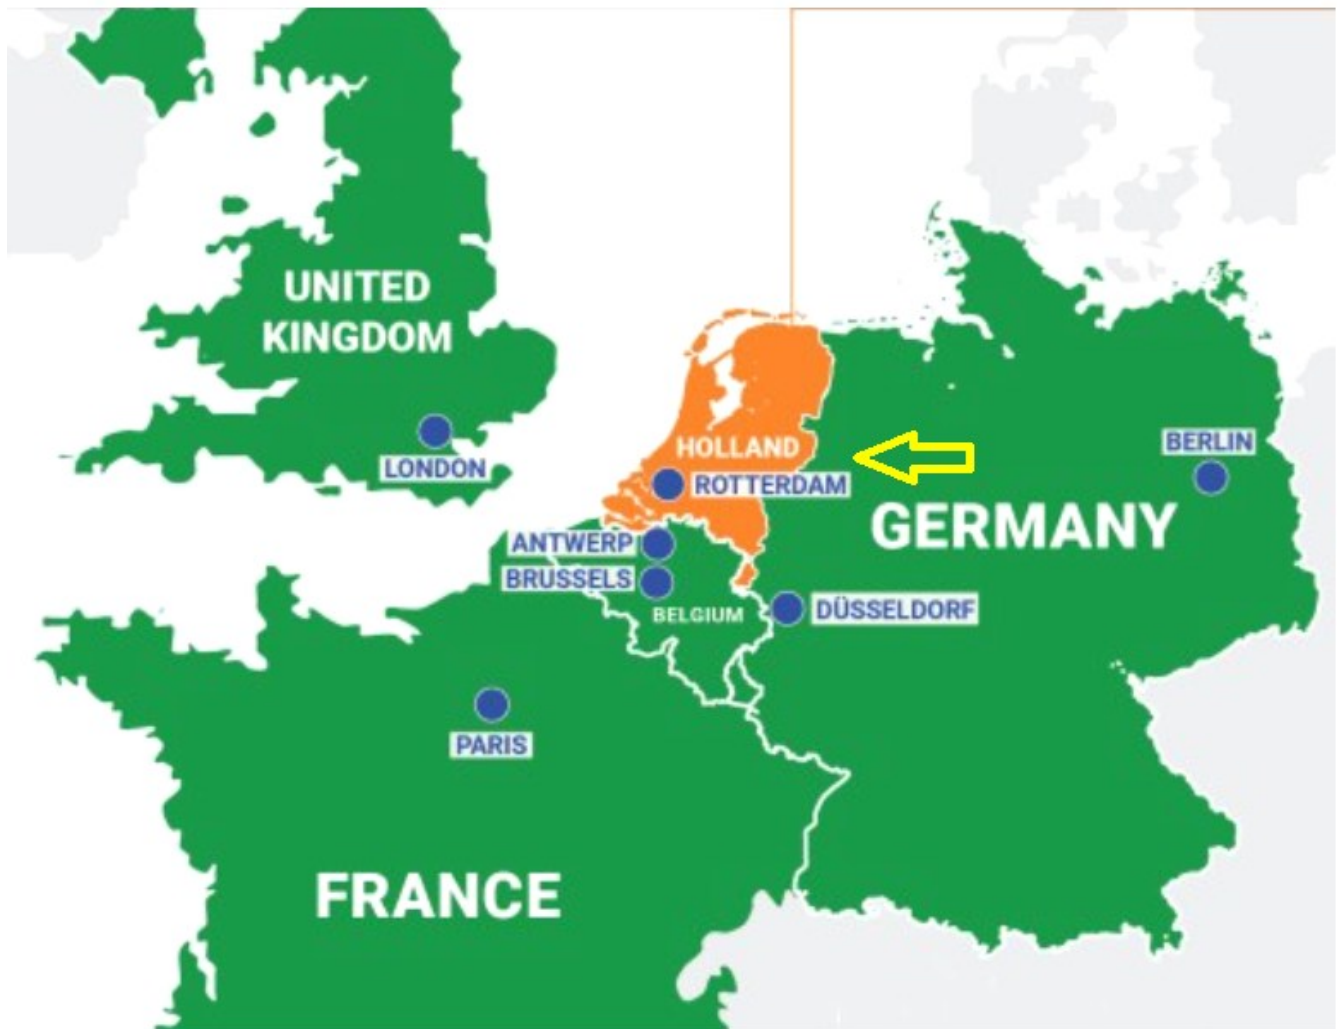 UNITED
KINGDOM
LONDON
HOLLAND
ROTTERDAM
BERLIN
GERMANY
ANTWERP
BRUSSELS
BELGIUM
DÜSSELDORF
PARIS
FRANCE